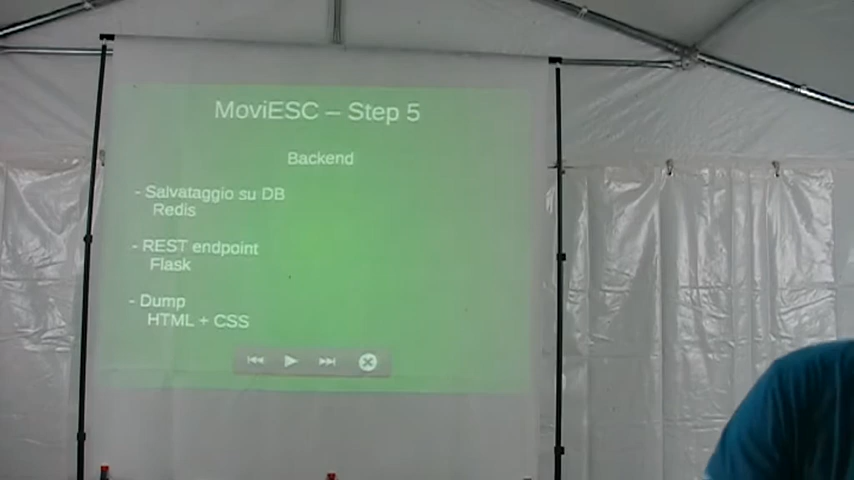 MoviESC – Step 5
Backend
- Salvataggio su DB
Redis
- REST endpoint
Flask
- Dump
HTML + CSS